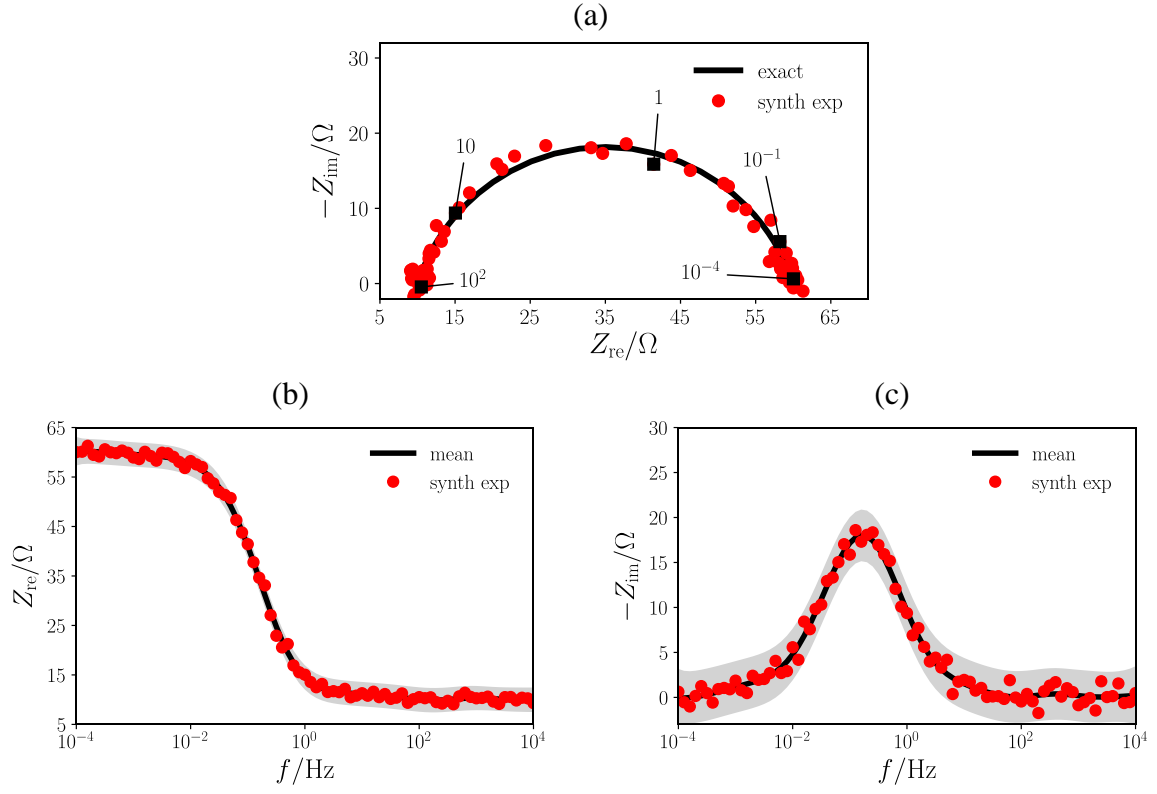 (a)
−Z_im/Ω
30
20
10
0
5 15 25 35 45 55 65
Z_re/Ω
exact
synth exp
1
10
10^−1
10^2
10^−4
(b)
Z_re/Ω
65
55
45
35
25
15
5
10^−4 10^−2 10^0 10^2 10^4
f/Hz
mean
synth exp
(c)
−Z_im/Ω
30
25
20
15
10
5
0
10^−4 10^−2 10^0 10^2 10^4
f/Hz
mean
synth exp